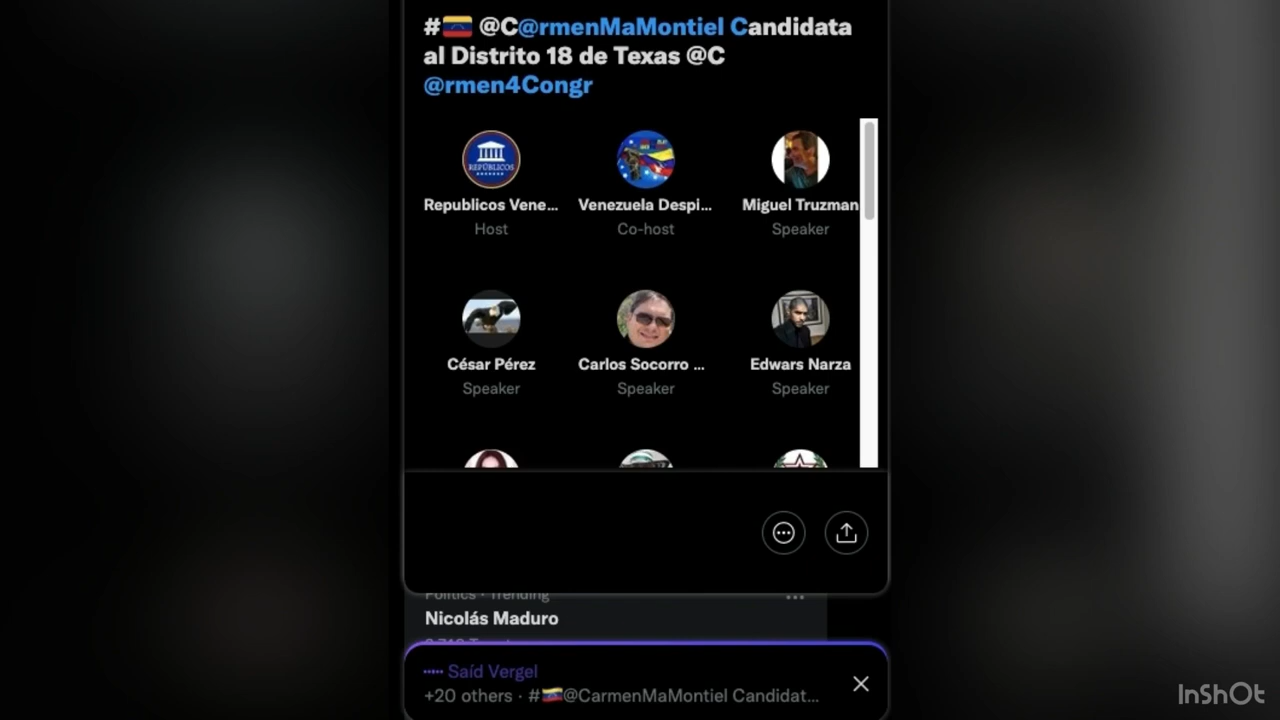 #🇻🇪 @C@rmenMaMontiel Candidata
al Distrito 18 de Texas @C
@rmen4Congr
REPÚBLICOS
Republicos Vene... Venezuela Despi... Miguel Truzman
Host Co-host Speaker
César Pérez Carlos Socorro ... Edwars Narza
Speaker Speaker Speaker
Politics · Trending
Nicolás Maduro
Saíd Vergel
+20 others · #🇻🇪@CarmenMaMontiel Candidat...
InShOt